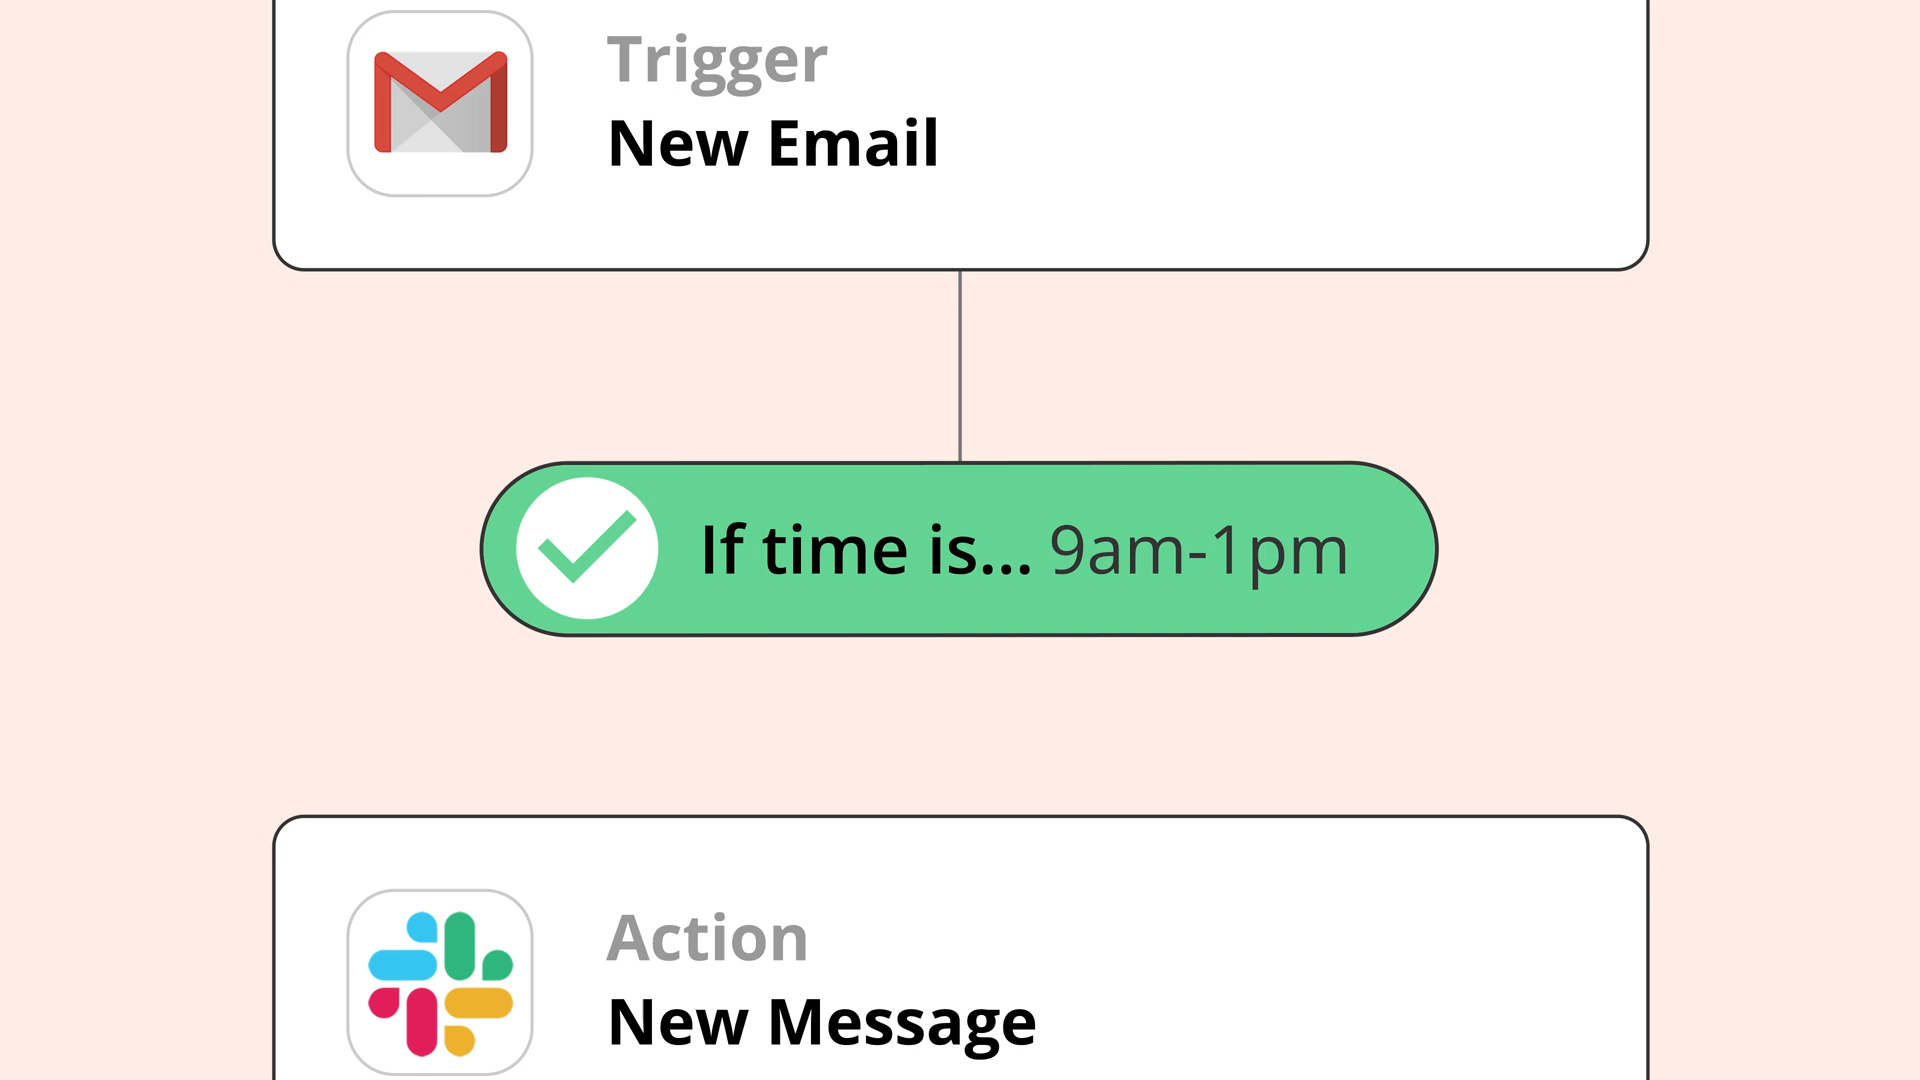 Trigger
New Email
If time is... 9am-1pm
Action
New Message